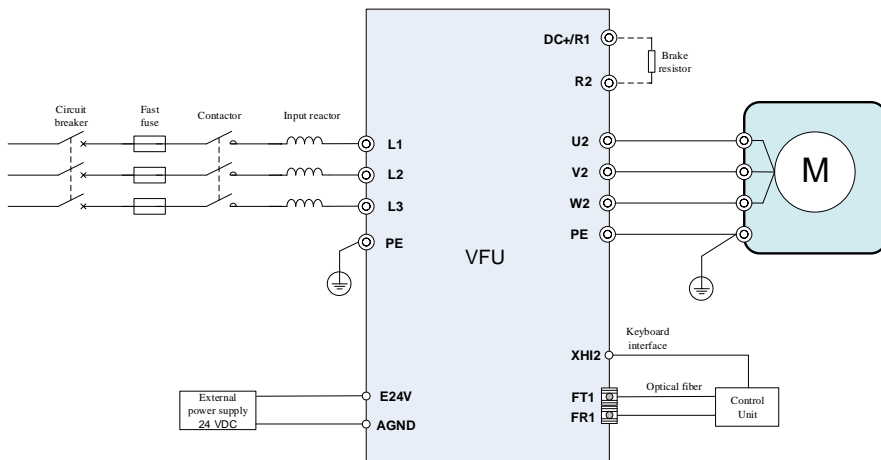 DC+/R1
Brake
resistor
R2
Circuit
breaker
Fast
fuse
Contactor
Input reactor
L1
L2
L3
PE
U2
V2
W2
PE
M
VFU
Keyboard
interface
XHI2
External
power supply
24 VDC
E24V
AGND
FT1
FR1
Optical fiber
Control
Unit